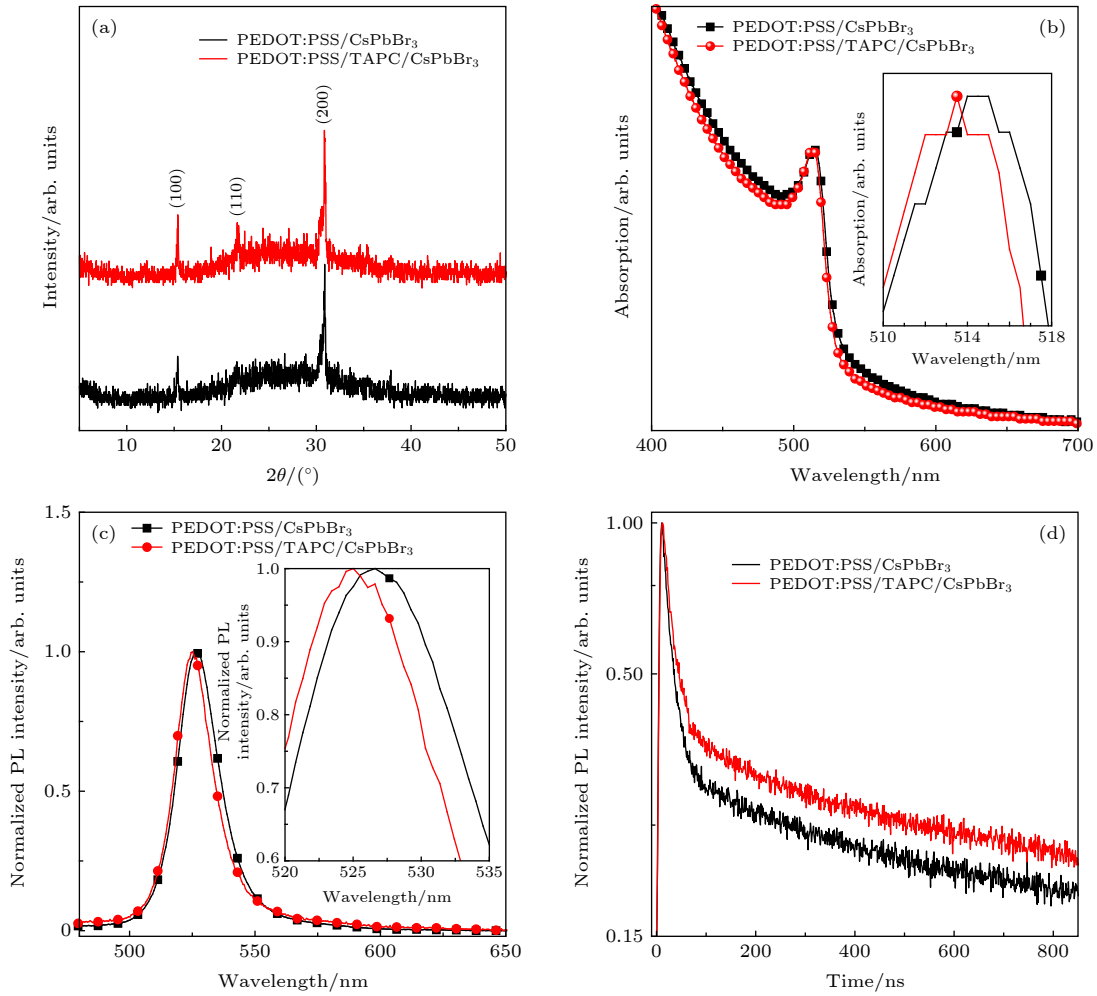 (a)
PEDOT:PSS/CsPbBr₃
PEDOT:PSS/TAPC/CsPbBr₃
(100)
(110)
(200)
Intensity/arb. units
10
20
30
40
50
2θ/(°)
(b)
PEDOT:PSS/CsPbBr₃
PEDOT:PSS/TAPC/CsPbBr₃
Absorption/arb. units
Absorption/arb. units
510
514
518
Wavelength/nm
400
500
600
700
Wavelength/nm
(c)
PEDOT:PSS/CsPbBr₃
PEDOT:PSS/TAPC/CsPbBr₃
Normalized PL intensity/arb. units
1.5
1.0
0.5
0
Normalized PL
intensity/arb. units
1.0
0.9
0.8
0.7
0.6
520
525
530
535
Wavelength/nm
500
550
600
650
Wavelength/nm
(d)
PEDOT:PSS/CsPbBr₃
PEDOT:PSS/TAPC/CsPbBr₃
Normalized PL intensity/arb. units
1.00
0.50
0.15
0
200
400
600
800
Time/ns